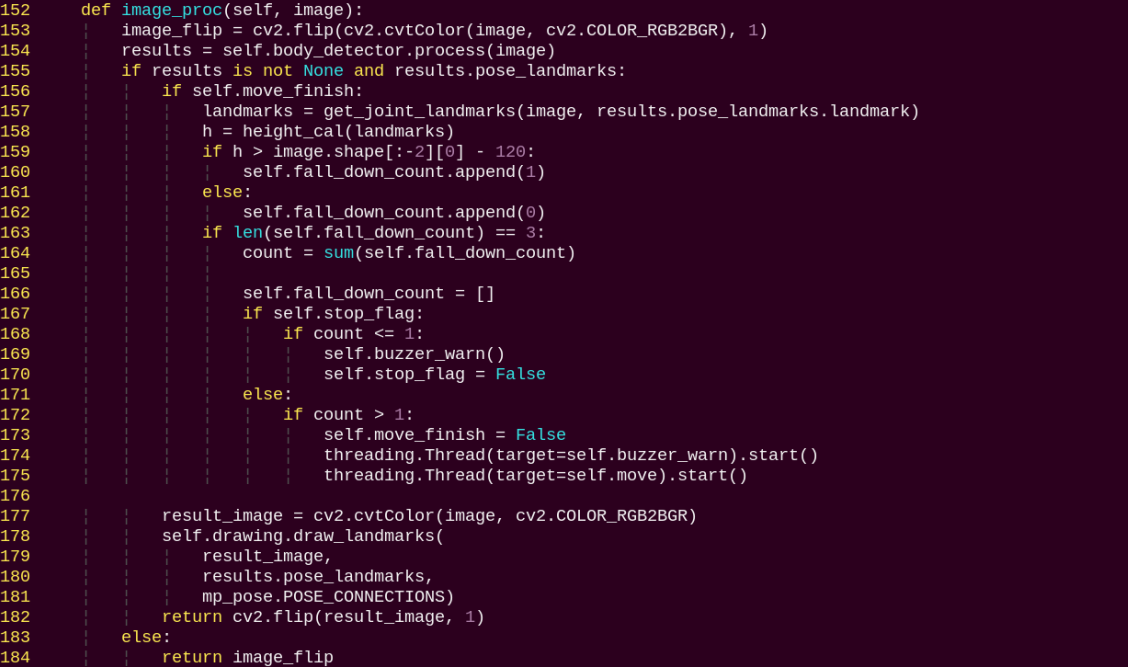 152     def image_proc(self, image):
153         image_flip = cv2.flip(cv2.cvtColor(image, cv2.COLOR_RGB2BGR), 1)
154         results = self.body_detector.process(image)
155         if results is not None and results.pose_landmarks:
156             if self.move_finish:
157                 landmarks = get_joint_landmarks(image, results.pose_landmarks.landmark)
158                 h = height_cal(landmarks)
159                 if h > image.shape[:-2][0] - 120:
160                     self.fall_down_count.append(1)
161                 else:
162                     self.fall_down_count.append(0)
163                 if len(self.fall_down_count) == 3:
164                     count = sum(self.fall_down_count)
165
166                     self.fall_down_count = []
167                     if self.stop_flag:
168                         if count <= 1:
169                             self.buzzer_warn()
170                             self.stop_flag = False
171                     else:
172                         if count > 1:
173                             self.move_finish = False
174                             threading.Thread(target=self.buzzer_warn).start()
175                             threading.Thread(target=self.move).start()
176
177             result_image = cv2.cvtColor(image, cv2.COLOR_RGB2BGR)
178             self.drawing.draw_landmarks(
179                 result_image,
180                 results.pose_landmarks,
181                 mp_pose.POSE_CONNECTIONS)
182             return cv2.flip(result_image, 1)
183         else:
184             return image_flip